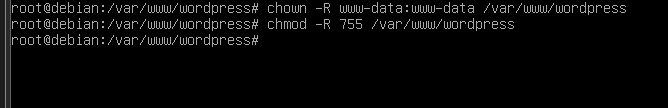 root@debian:/var/www/wordpress# chown -R www-data:www-data /var/www/wordpress
root@debian:/var/www/wordpress# chmod -R 755 /var/www/wordpress
root@debian:/var/www/wordpress#